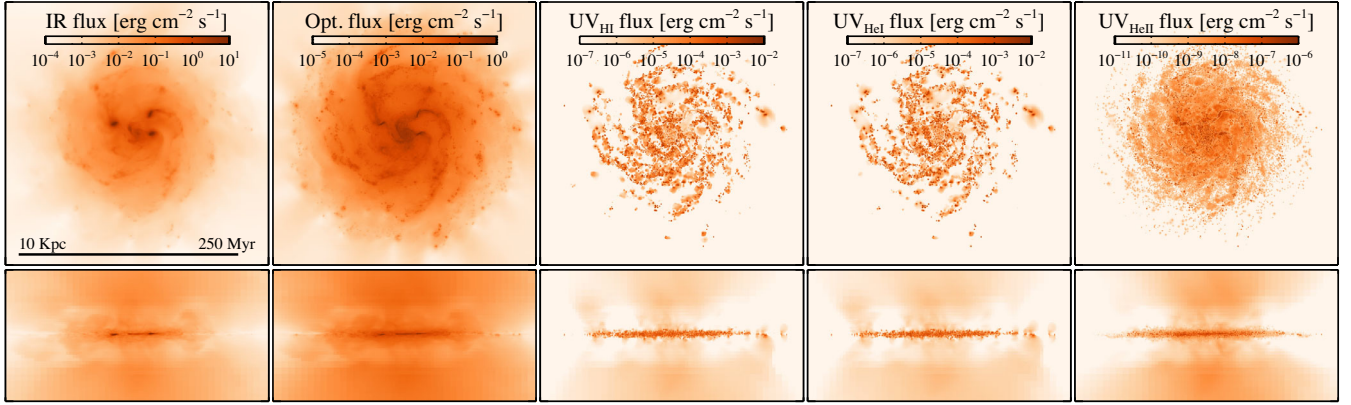 IR flux [erg cm⁻² s⁻¹]
10⁻⁴ 10⁻³ 10⁻² 10⁻¹ 10⁰ 10¹
10 Kpc 250 Myr
Opt. flux [erg cm⁻² s⁻¹]
10⁻⁵ 10⁻⁴ 10⁻³ 10⁻² 10⁻¹ 10⁰
UV_HI flux [erg cm⁻² s⁻¹]
10⁻⁷ 10⁻⁶ 10⁻⁵ 10⁻⁴ 10⁻³ 10⁻²
UV_HeI flux [erg cm⁻² s⁻¹]
10⁻⁷ 10⁻⁶ 10⁻⁵ 10⁻⁴ 10⁻³ 10⁻²
UV_HeII flux [erg cm⁻² s⁻¹]
10⁻¹¹ 10⁻¹⁰ 10⁻⁹ 10⁻⁸ 10⁻⁷ 10⁻⁶